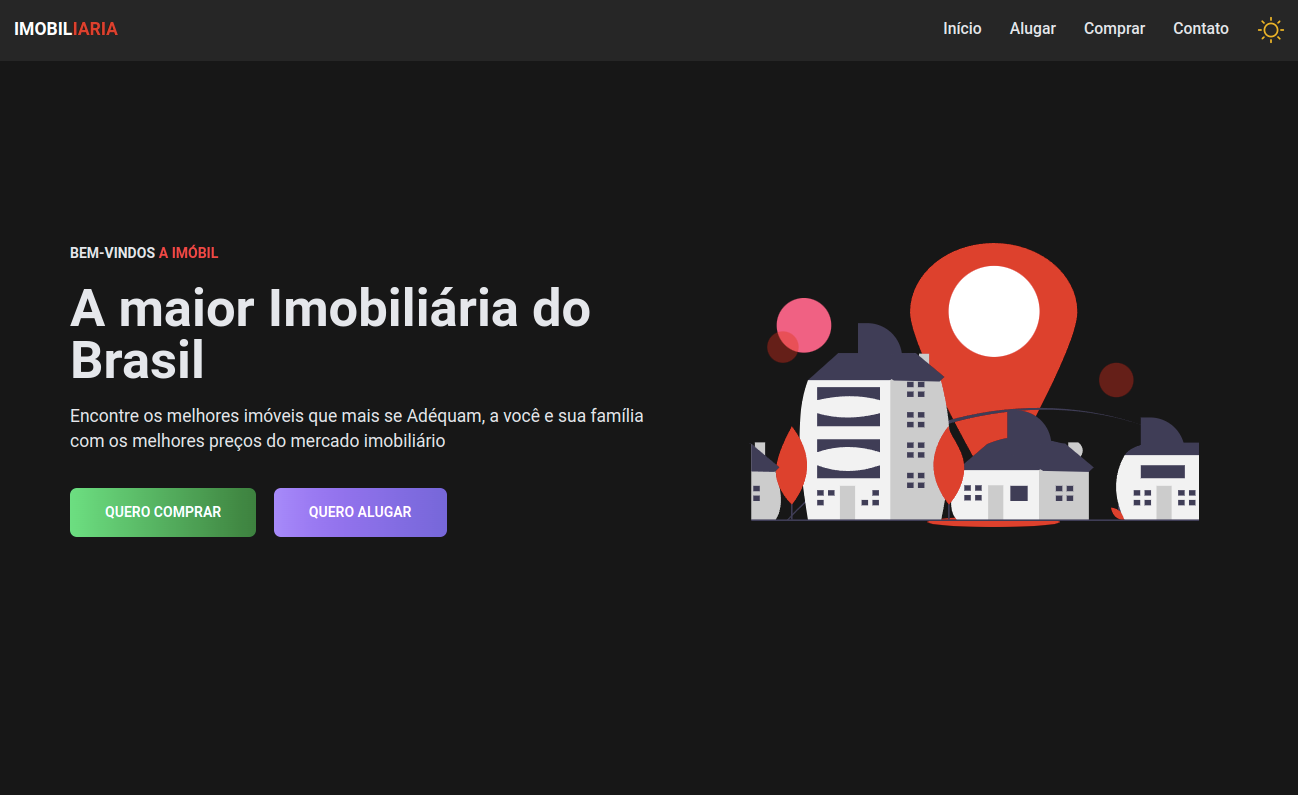 IMOBILIARIA
Início Alugar Comprar Contato
BEM-VINDOS A IMÓBIL
A maior Imobiliária do
Brasil
Encontre os melhores imóveis que mais se Adéquam, a você e sua família
com os melhores preços do mercado imobiliário
QUERO COMPRAR QUERO ALUGAR